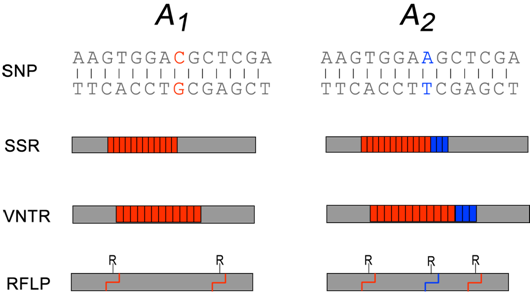 A1 A2
SNP
AAGTGGACGCTCGA AAGTGGAAGCTCGA
TTCACCTGCGAGCT TTCACCTTCGAGCT
SSR
VNTR
R R R R R
RFLP